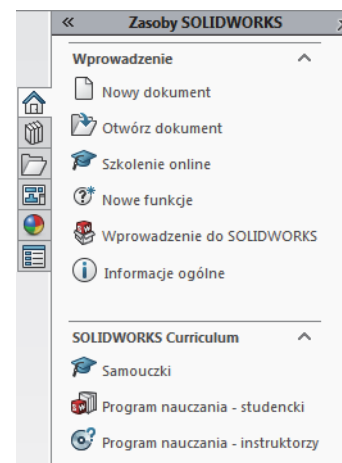 Zasoby SOLIDWORKS
Wprowadzenie
Nowy dokument
Otwórz dokument
Szkolenie online
Nowe funkcje
Wprowadzenie do SOLIDWORKS
Informacje ogólne
SOLIDWORKS Curriculum
Samouczki
Program nauczania - studencki
Program nauczania - instruktorzy